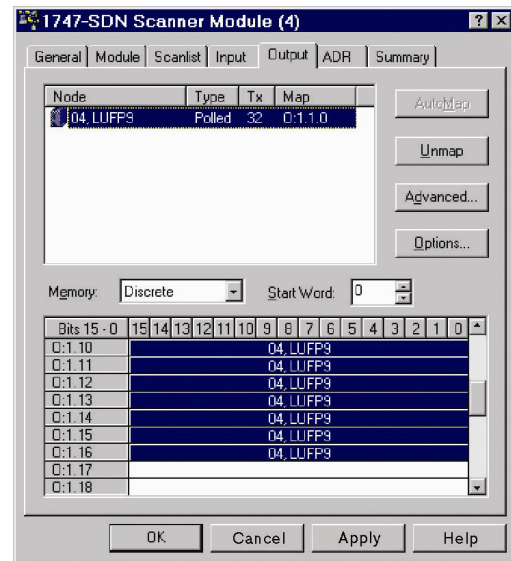 1747-SDN Scanner Module (4)
General Module Scanlist Input Output ADR Summary
Node Type Tx Map
04, LUFP9 Polled 32 O:1.1.0
AutoMap
Unmap
Advanced...
Options...
Memory: Discrete Start Word: 0
Bits 15 - 0 15 14 13 12 11 10 9 8 7 6 5 4 3 2 1 0
O:1.10 04, LUFP9
O:1.11 04, LUFP9
O:1.12 04, LUFP9
O:1.13 04, LUFP9
O:1.14 04, LUFP9
O:1.15 04, LUFP9
O:1.16 04, LUFP9
O:1.17
O:1.18
OK Cancel Apply Help